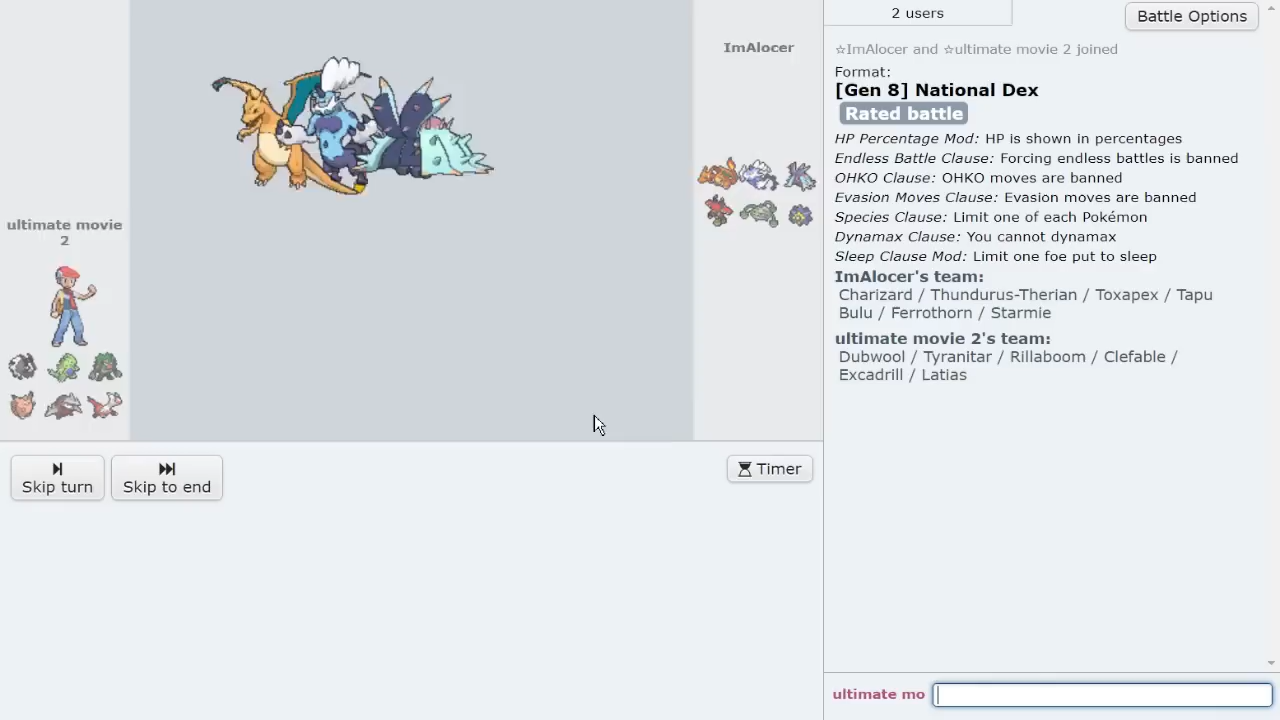 2 users
Battle Options
☆ImAlocer and ☆ultimate movie 2 joined
Format:
[Gen 8] National Dex
Rated battle
HP Percentage Mod: HP is shown in percentages
Endless Battle Clause: Forcing endless battles is banned
OHKO Clause: OHKO moves are banned
Evasion Moves Clause: Evasion moves are banned
Species Clause: Limit one of each Pokémon
Dynamax Clause: You cannot dynamax
Sleep Clause Mod: Limit one foe put to sleep
ImAlocer's team:
Charizard / Thundurus-Therian / Toxapex / Tapu
Bulu / Ferrothorn / Starmie
ultimate movie 2's team:
Dubwool / Tyranitar / Rillaboom / Clefable /
Excadrill / Latias
ImAlocer
ultimate movie
2
Skip turn
Skip to end
Timer
ultimate mo